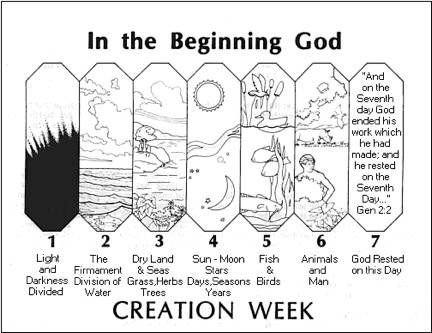 In the Beginning God
"And
on the
Seventh
day God
ended his
work which
he had
made; and
he rested
on the
Seventh
Day..."
Gen 2:2
1
Light
and
Darkness
Divided
2
The
Firmament
Division of
Water
3
Dry Land
& Seas
Grass,Herbs
Trees
4
Sun - Moon
Stars
Days,Seasons
Years
5
Fish
&
Birds
6
Animals
and
Man
7
God Rested
on this Day
CREATION WEEK